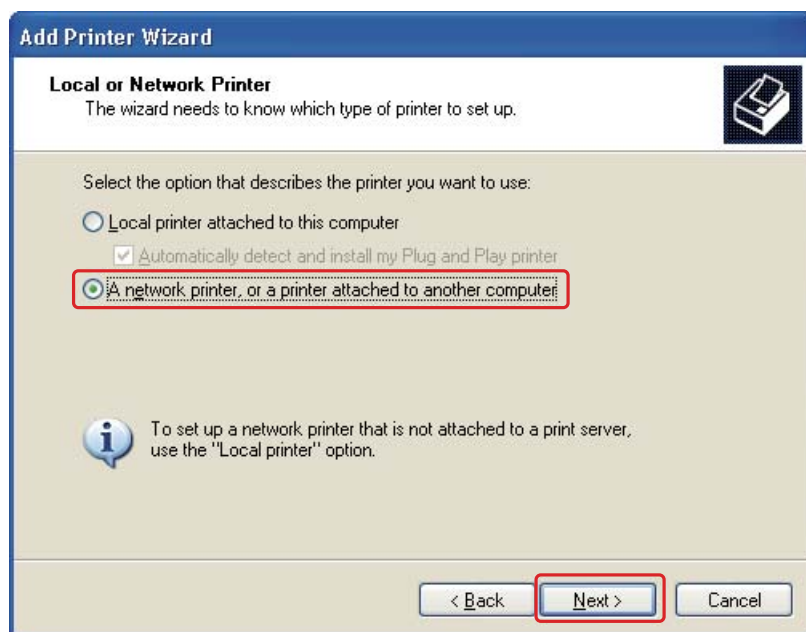 Add Printer Wizard
Local or Network Printer
The wizard needs to know which type of printer to set up.
Select the option that describes the printer you want to use:
Local printer attached to this computer
Automatically detect and install my Plug and Play printer
A network printer, or a printer attached to another computer
To set up a network printer that is not attached to a print server,
use the "Local printer" option.
< Back Next > Cancel